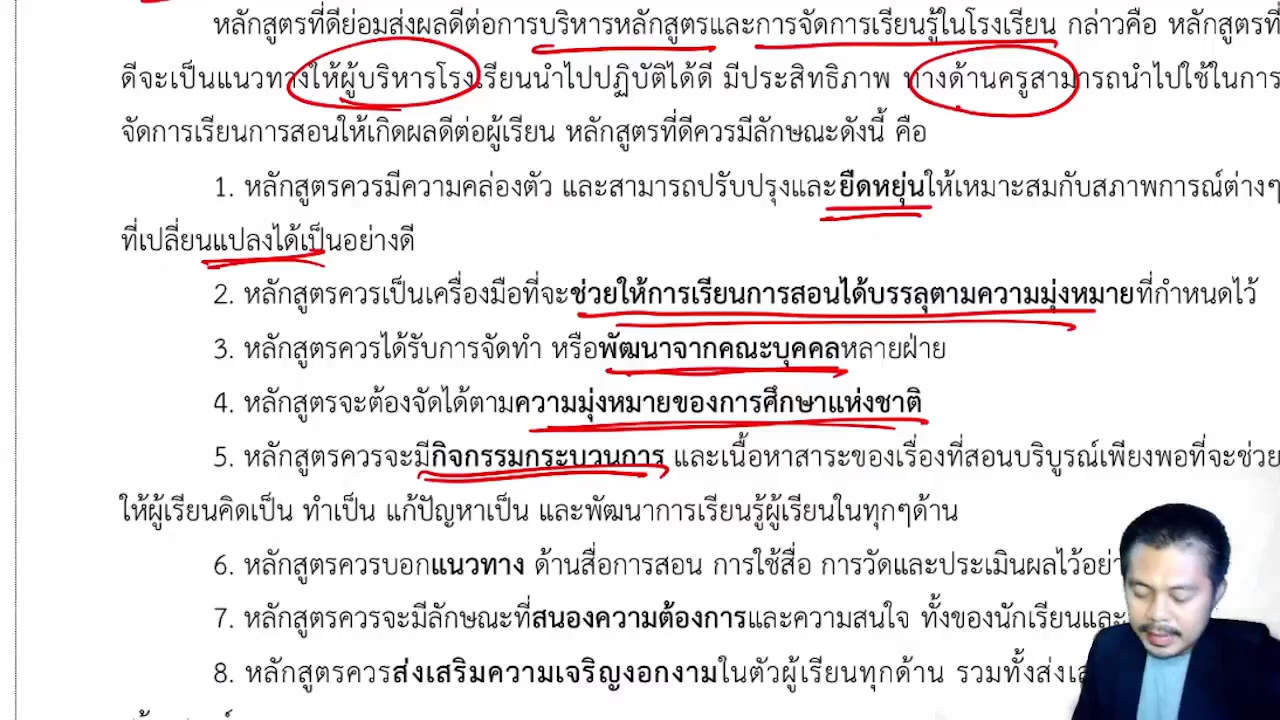 หลักสูตรที่ดีย่อมส่งผลดีต่อการบริหารหลักสูตรและการจัดการเรียนรู้ในโรงเรียน กล่าวคือ หลักสูตรที่
ดีจะเป็นแนวทางให้ผู้บริหารโรงเรียนนำไปปฏิบัติได้ดี มีประสิทธิภาพ ทางด้านครูสามารถนำไปใช้ในการ
จัดการเรียนการสอนให้เกิดผลดีต่อผู้เรียน หลักสูตรที่ดีควรมีลักษณะดังนี้ คือ
1. หลักสูตรควรมีความคล่องตัว และสามารถปรับปรุงและยืดหยุ่นให้เหมาะสมกับสภาพการณ์ต่างๆ
ที่เปลี่ยนแปลงได้เป็นอย่างดี
2. หลักสูตรควรเป็นเครื่องมือที่จะช่วยให้การเรียนการสอนได้บรรลุตามความมุ่งหมายที่กำหนดไว้
3. หลักสูตรควรได้รับการจัดทำ หรือพัฒนาจากคณะบุคคลหลายฝ่าย
4. หลักสูตรจะต้องจัดได้ตามความมุ่งหมายของการศึกษาแห่งชาติ
5. หลักสูตรควรจะมีกิจกรรมกระบวนการ และเนื้อหาสาระของเรื่องที่สอนบริบูรณ์เพียงพอที่จะช่วย
ให้ผู้เรียนคิดเป็น ทำเป็น แก้ปัญหาเป็น และพัฒนาการเรียนรู้ผู้เรียนในทุกๆด้าน
6. หลักสูตรควรบอกแนวทาง ด้านสื่อการสอน การใช้สื่อ การวัดและประเมินผลไว้
7. หลักสูตรควรจะมีลักษณะที่สนองความต้องการและความสนใจ ทั้งของนักเรียนและ
8. หลักสูตรควรส่งเสริมความเจริญงอกงามในตัวผู้เรียนทุกด้าน รวมทั้ง